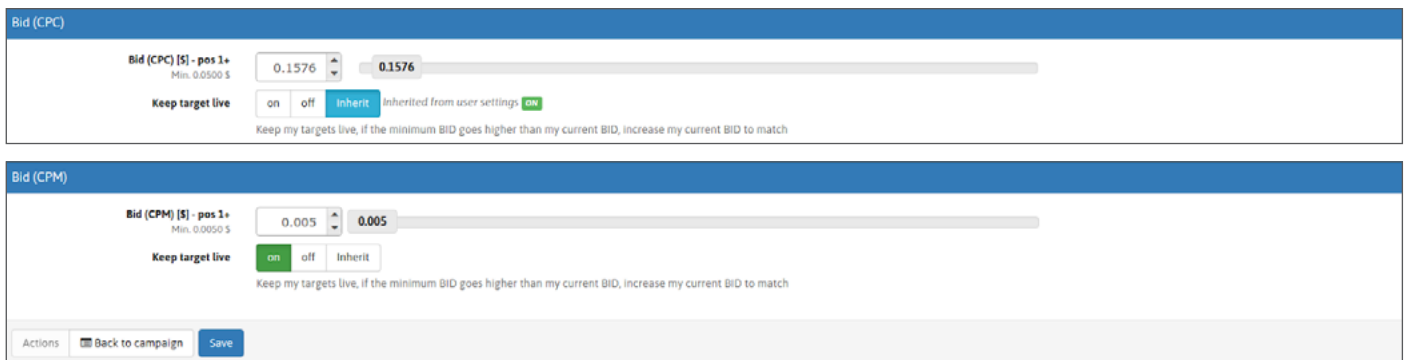 Bid (CPC)
Bid (CPC) [$] - pos 1+
Min. 0.0500 $
0.1576
0.1576
Keep target live
on off Inherit Inherited from user settings ON
Keep my targets live, if the minimum BID goes higher than my current BID, increase my current BID to match
Bid (CPM)
Bid (CPM) [$] - pos 1+
Min. 0.0050 $
0.005
0.005
Keep target live
on off Inherit
Keep my targets live, if the minimum BID goes higher than my current BID, increase my current BID to match
Actions Back to campaign Save